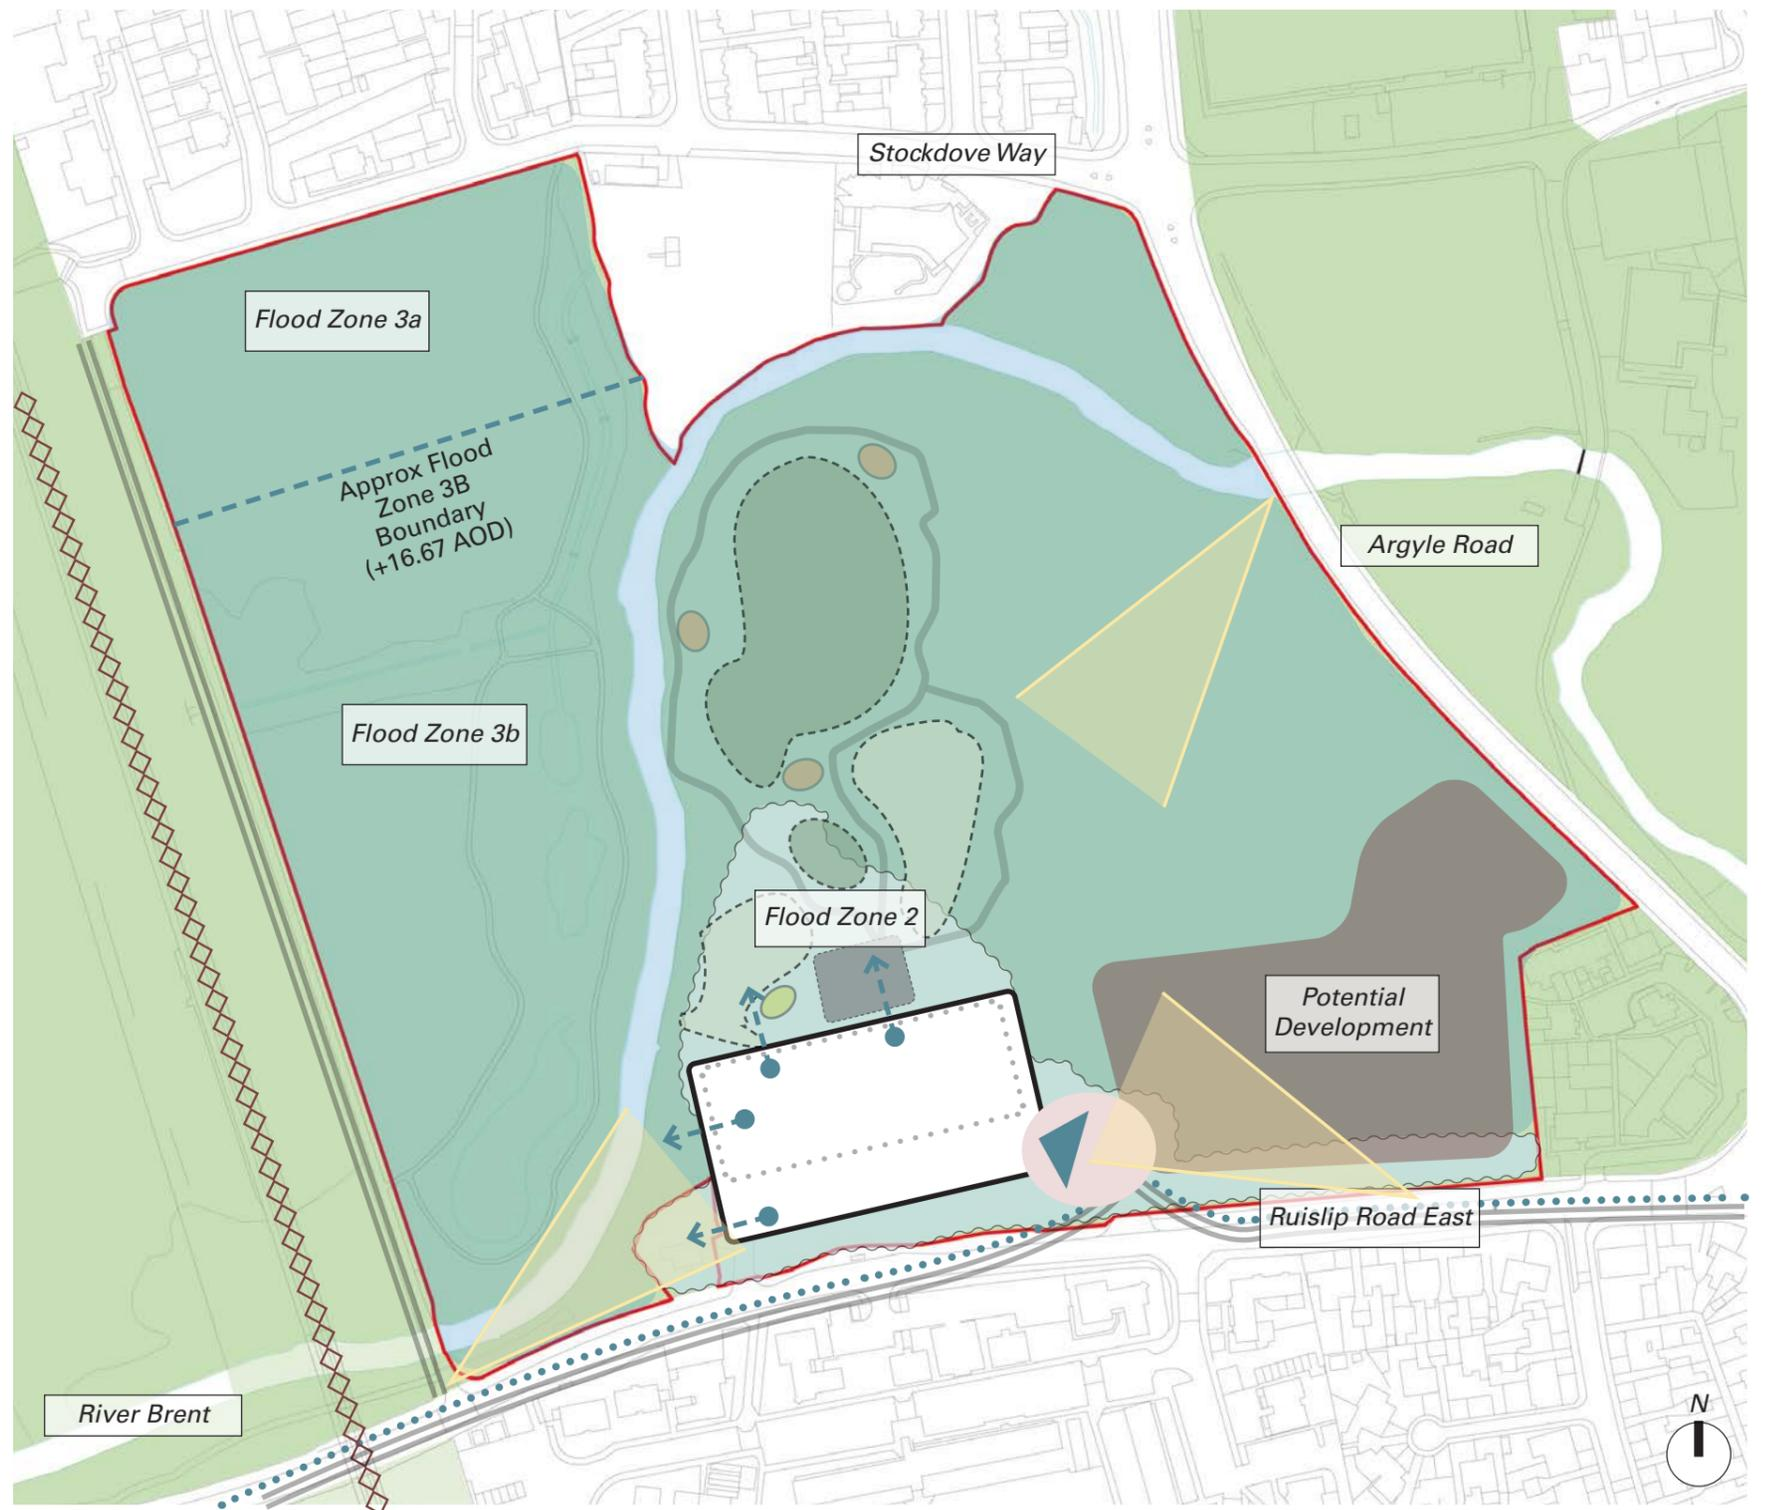 Stockdove Way
Flood Zone 3a
Approx Flood
Zone 3B
Boundary
(+16.67 AOD)
Argyle Road
Flood Zone 3b
Flood Zone 2
Potential
Development
Ruislip Road East
River Brent
N